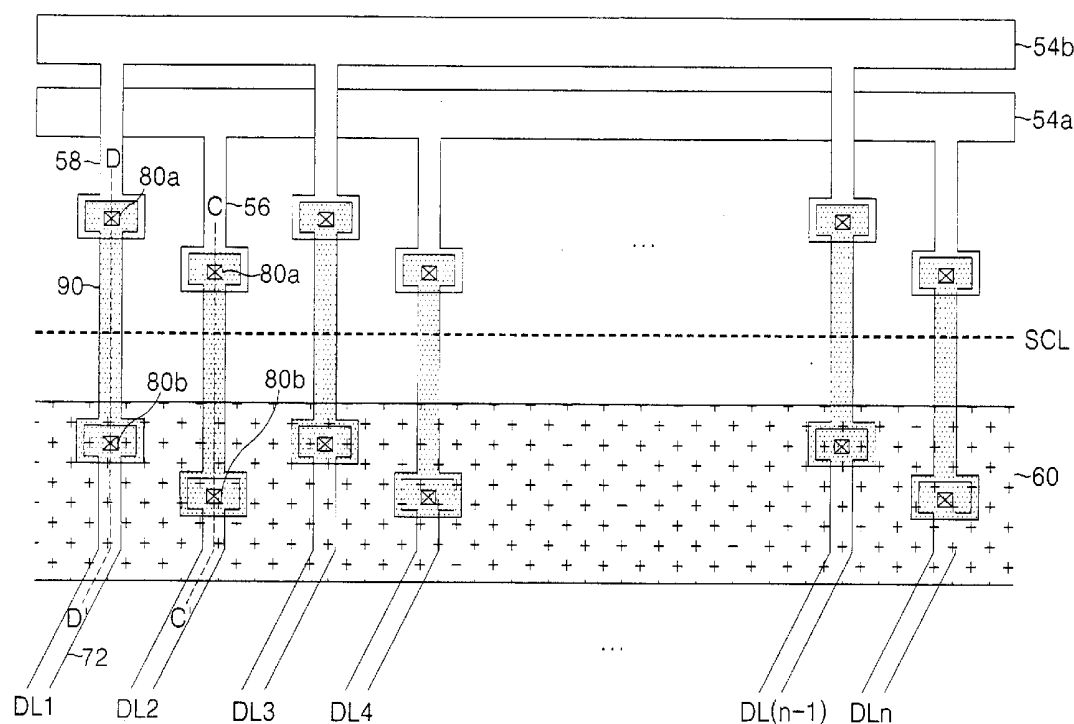 54b
54a
58 D
80a
C 56
80a
...
90
SCL
80b
80b
60
D'
C'
72
...
DL1 DL2 DL3 DL4 DL(n-1) DLn